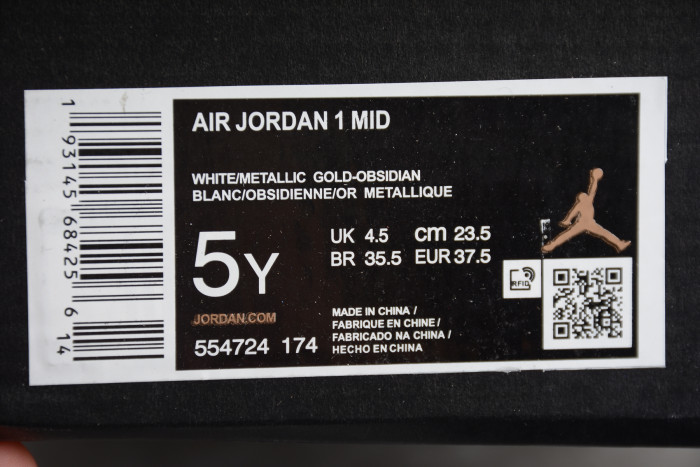 AIR JORDAN 1 MID
WHITE/METALLIC GOLD-OBSIDIAN
BLANC/OBSIDIENNE/OR METALLIQUE
5Y
UK 4.5 cm 23.5
BR 35.5 EUR 37.5
JORDAN.COM
554724 174
MADE IN CHINA /
FABRIQUE EN CHINE /
FABRICADO NA CHINA /
HECHO EN CHINA
RFID
1 93145 68425 6 14